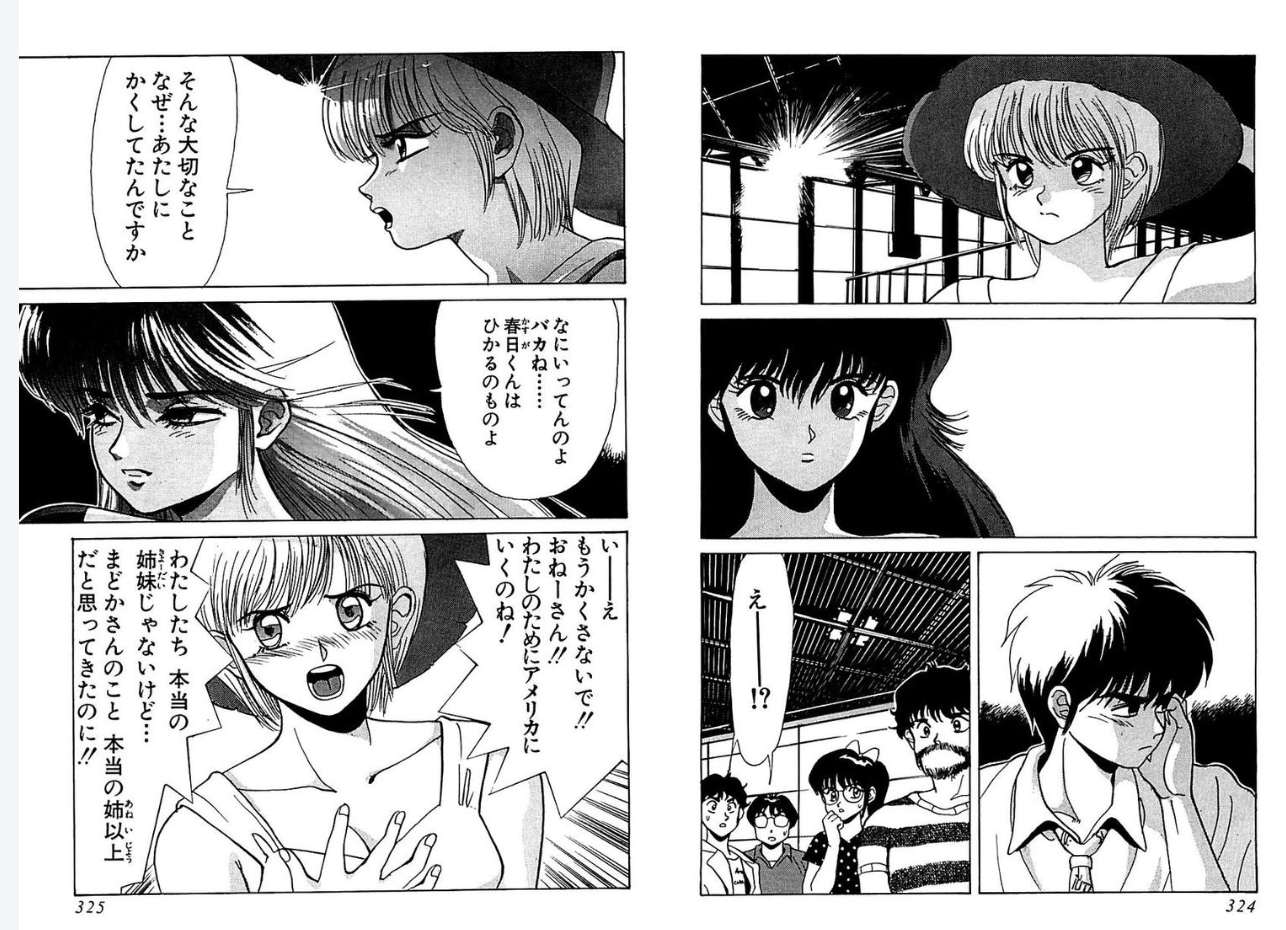 えーーー!?
324
そんな大切なこと
なぜ…あたしに
かくしてたんですか
なにいってんのよ
バカね……
春日くんは
ひかるのものよ
いーーえ
もうかくさないで!!
おねーさん!!
わたしのためにアメリカに
いくのね!
わたしたち 本当の
姉妹じゃないけど…
まどかさんのこと 本当の姉以上
だと思ってきたのに!!
325